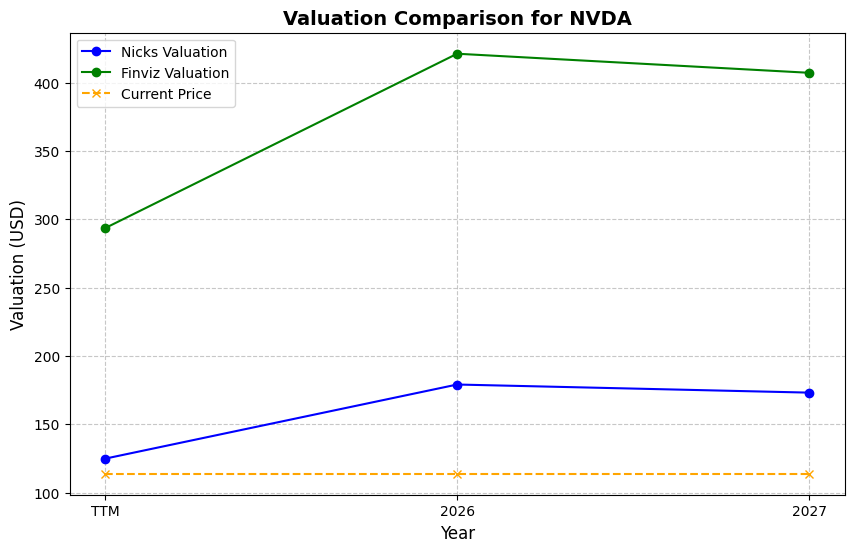 Valuation Comparison for NVDA
Nicks Valuation
Finviz Valuation
Current Price
Valuation (USD)
400
350
300
250
200
150
100
TTM
2026
2027
Year